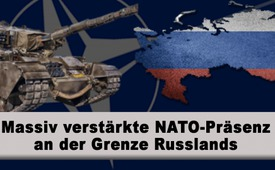 Massiv verstärkte NATO-Präsenz
an der Grenze Russlands